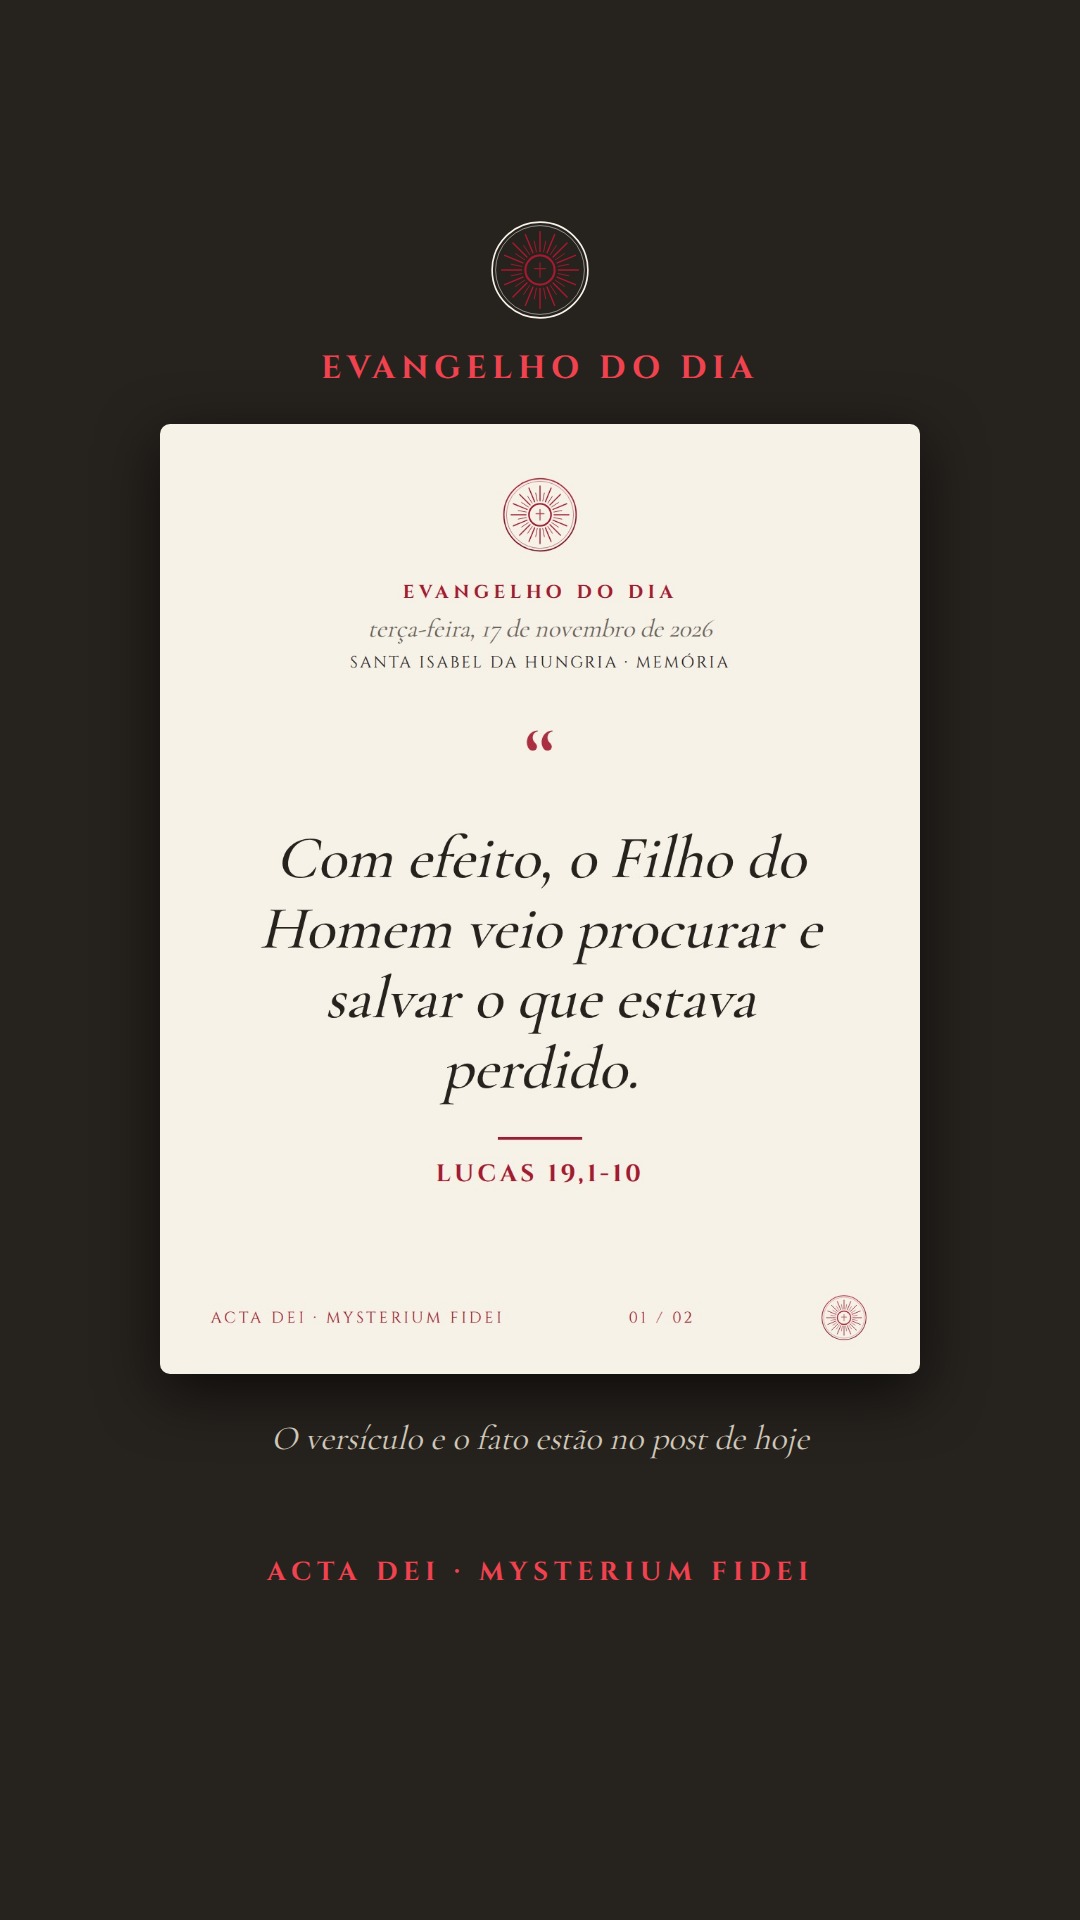 EVANGELHO DO DIA
EVANGELHO DO DIA
terça-feira, 17 de novembro de 2026
SANTA ISABEL DA HUNGRIA · MEMÓRIA
“
Com efeito, o Filho do
Homem veio procurar e
salvar o que estava
perdido.
LUCAS 19,1-10
ACTA DEI · MYSTERIUM FIDEI 01 / 02
O versículo e o fato estão no post de hoje
ACTA DEI · MYSTERIUM FIDEI